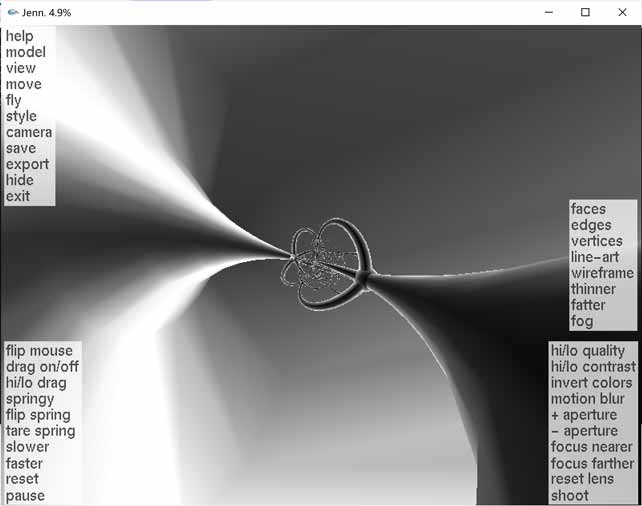 Jenn. 4.9%
help
model
view
move
fly
style
camera
save
export
hide
exit
faces
edges
vertices
line-art
wireframe
thinner
fatter
fog
flip mouse
drag on/off
hi/lo drag
springy
flip spring
tare spring
slower
faster
reset
pause
hi/lo quality
hi/lo contrast
invert colors
motion blur
+ aperture
- aperture
focus nearer
focus farther
reset lens
shoot